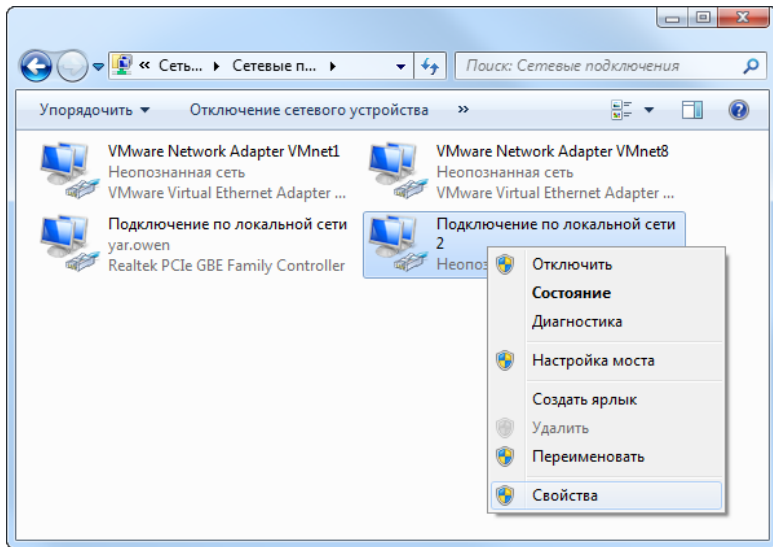 « Сеть... Сетевые п...
Поиск: Сетевые подключения
Упорядочить Отключение сетевого устройства »
VMware Network Adapter VMnet1
Неопознанная сеть
VMware Virtual Ethernet Adapter ...
VMware Network Adapter VMnet8
Неопознанная сеть
VMware Virtual Ethernet Adapter ...
Подключение по локальной сети
yar.owen
Realtek PCIe GBE Family Controller
Подключение по локальной сети
2
Отключить
Состояние
Диагностика
Настройка моста
Создать ярлык
Удалить
Переименовать
Свойства